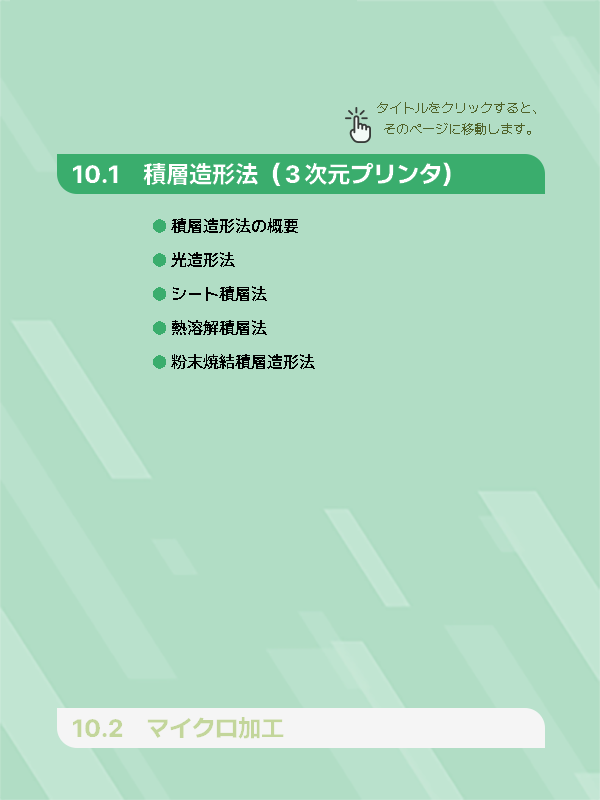 タイトルをクリックすると、
そのページに移動します。
10.1 積層造形法（３次元プリンタ）
● 積層造形法の概要
● 光造形法
● シート積層法
● 熱溶解積層法
● 粉末焼結積層造形法
10.2 マイクロ加工